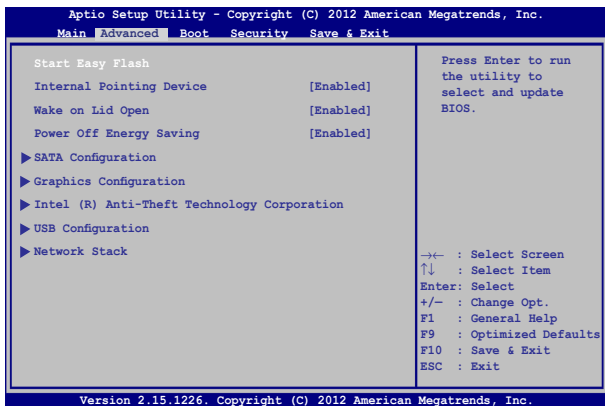 Aptio Setup Utility - Copyright (C) 2012 American Megatrends, Inc.
Main Advanced Boot Security Save & Exit
Start Easy Flash
Internal Pointing Device [Enabled]
Wake on Lid Open [Enabled]
Power Off Energy Saving [Enabled]
SATA Configuration
Graphics Configuration
Intel (R) Anti-Theft Technology Corporation
USB Configuration
Network Stack
Press Enter to run
the utility to
select and update
BIOS.
→← : Select Screen
↑↓ : Select Item
Enter: Select
+/— : Change Opt.
F1 : General Help
F9 : Optimized Defaults
F10 : Save & Exit
ESC : Exit
Version 2.15.1226. Copyright (C) 2012 American Megatrends, Inc.